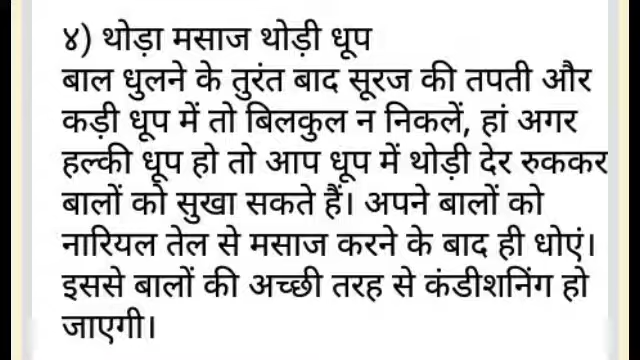 ४) थोड़ा मसाज थोड़ी धूप
बाल धुलने के तुरंत बाद सूरज की तपती और
कड़ी धूप में तो बिलकुल न निकलें, हां अगर
हल्की धूप हो तो आप धूप में थोड़ी देर रुककर
बालों को सुखा सकते हैं। अपने बालों को
नारियल तेल से मसाज करने के बाद ही धोएं।
इससे बालों की अच्छी तरह से कंडीशनिंग हो
जाएगी।